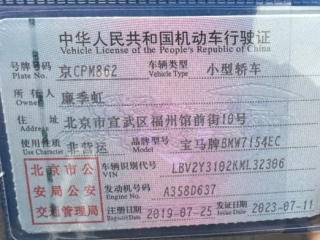 中华人民共和国机动车行驶证
Vehicle License of the People's Republic of China
号牌号码 京CPM862 车辆类型 小型轿车
Plate No. Vehicle Type
所有人 廉季虹
Owner
住址 北京市宣武区福州馆前街10号
Address
使用性质 非营运 品牌型号 宝马牌BMW7154EC
Use Character Model
北京市公 车辆识别代号 LBV2Y3102KML32306
VIN
安局公安 发动机号码 A358D637
Engine No.
交通管理局 注册日期 2019-07-25 发证日期 2023-07-11
Register Date Issue Date